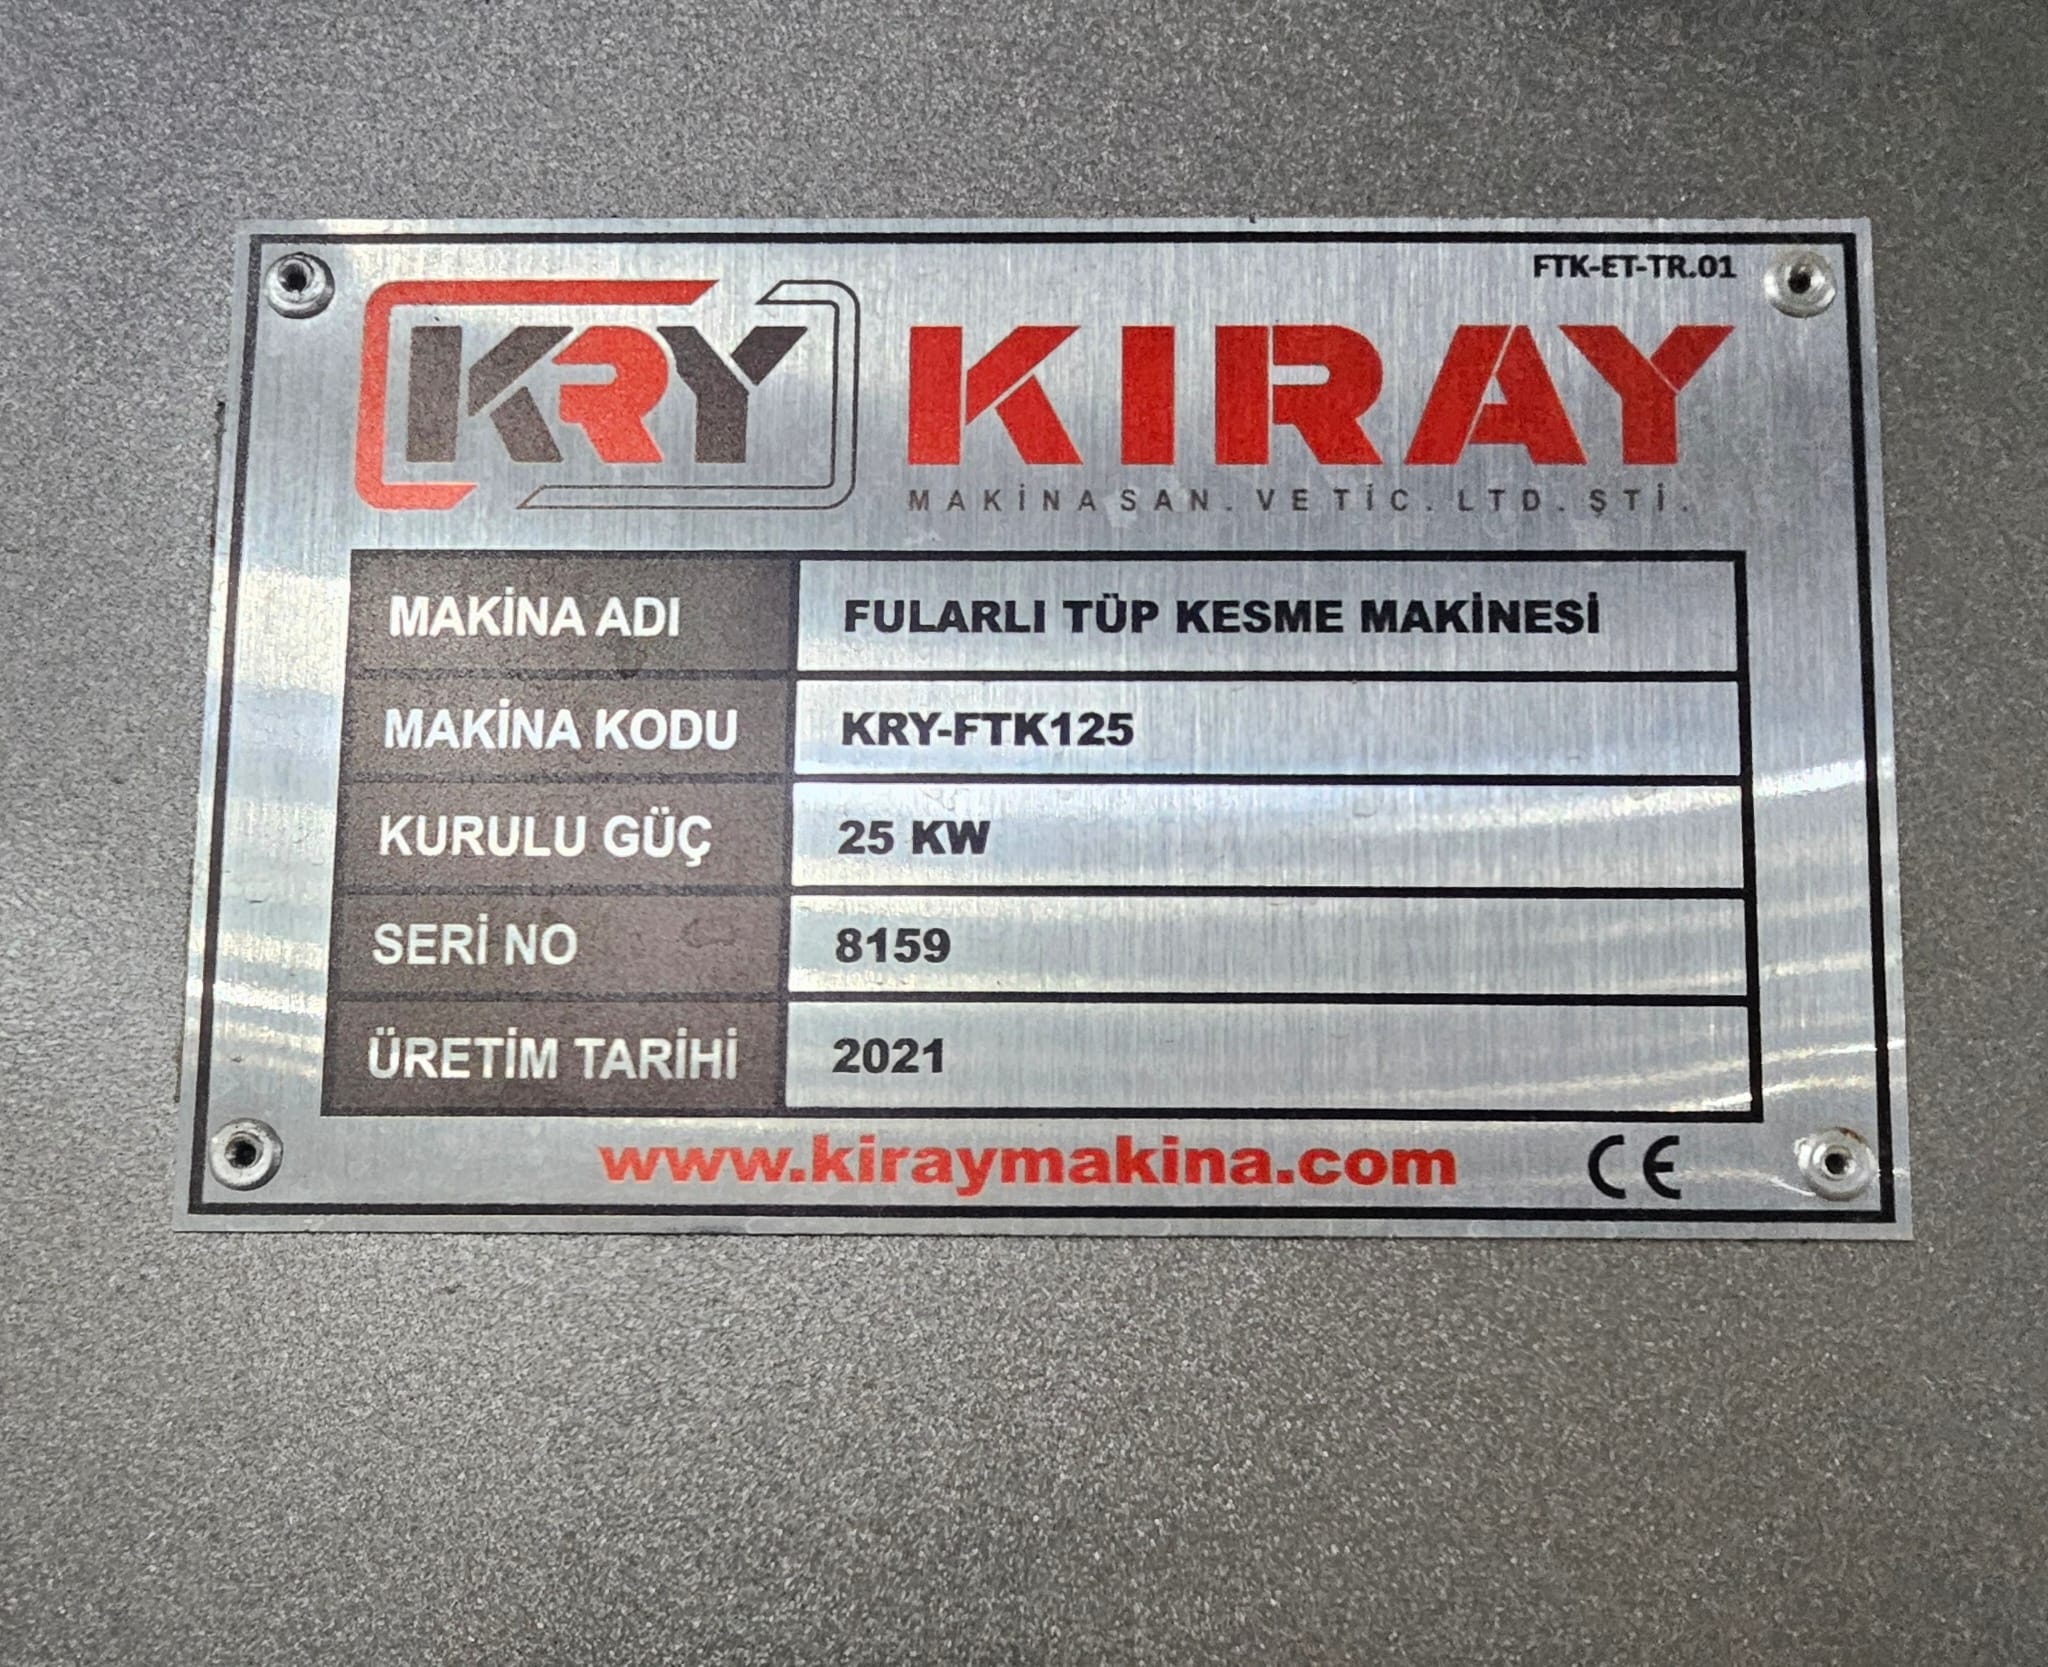 FTK-ET-TR.01
KRY KIRAY
MAKİNA SAN. VE TİC. LTD. ŞTİ.
MAKİNA ADI FULARLI TÜP KESME MAKİNESİ
MAKİNA KODU KRY-FTK125
KURULU GÜÇ 25 KW
SERİ NO 8159
ÜRETİM TARİHİ 2021
www.kiraymakina.com CE